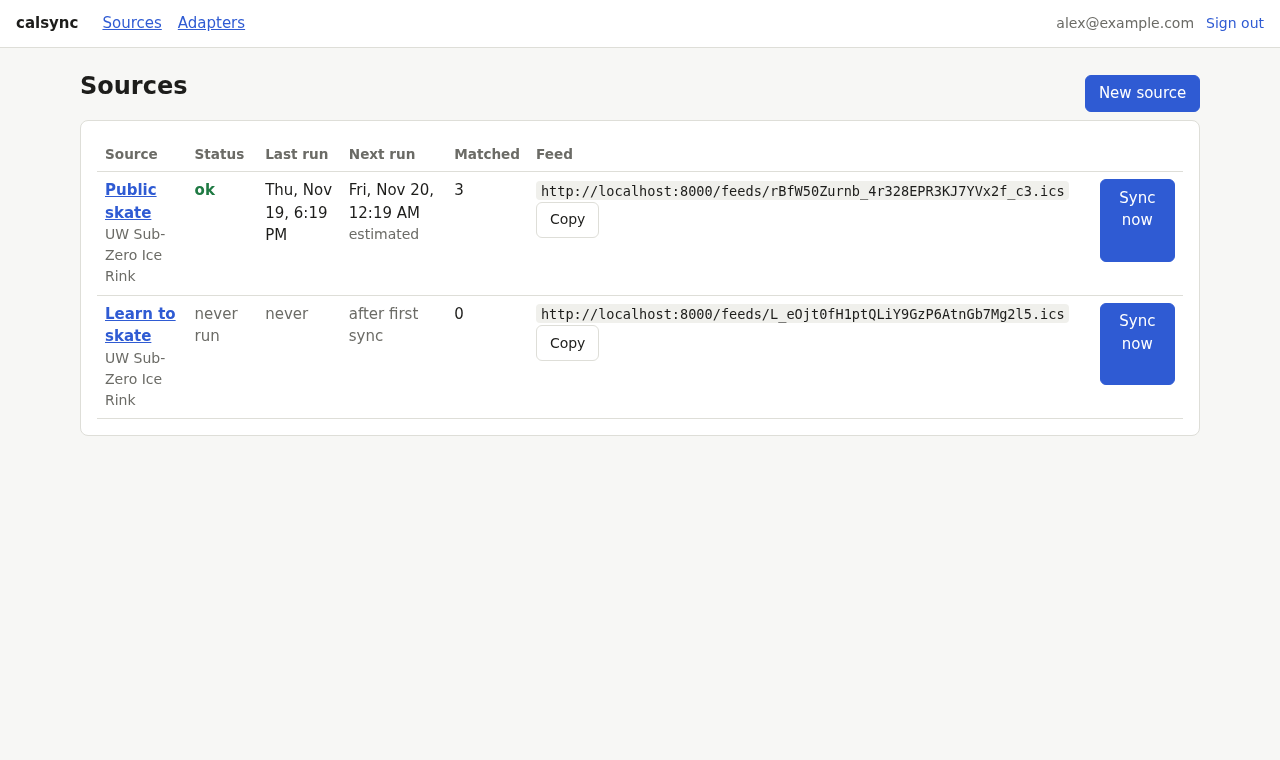 calsync Sources Adapters alex@example.com Sign out
Sources
New source
Source Status Last run Next run Matched Feed
Public skate
UW Sub-Zero Ice Rink
ok
Thu, Nov 19, 6:19 PM
Fri, Nov 20, 12:19 AM
estimated
3
http://localhost:8000/feeds/rBfW50Zurnb_4r328EPR3KJ7YVx2f_c3.ics
Copy
Sync now
Learn to skate
UW Sub-Zero Ice Rink
never run
never
after first sync
0
http://localhost:8000/feeds/L_eOjt0fH1ptQLiY9GzP6AtnGb7Mg2l5.ics
Copy
Sync now